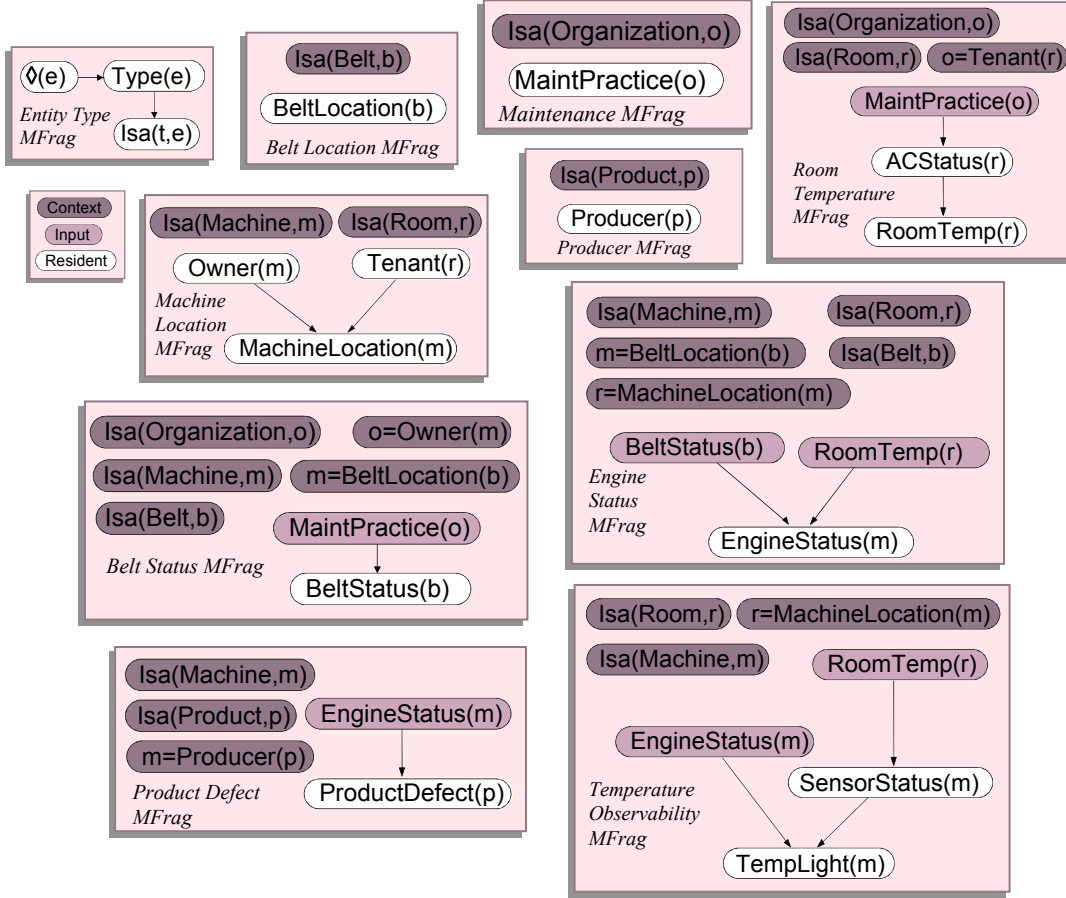 ◊(e)
Type(e)
Isa(t,e)
Entity Type
MFrag
Isa(Belt,b)
BeltLocation(b)
Belt Location MFrag
Isa(Organization,o)
MaintPractice(o)
Maintenance MFrag
Isa(Organization,o)
Isa(Room,r)
o=Tenant(r)
MaintPractice(o)
ACStatus(r)
RoomTemp(r)
Room
Temperature
MFrag
Isa(Product,p)
Producer(p)
Producer MFrag
Context
Input
Resident
Isa(Machine,m)
Isa(Room,r)
Owner(m)
Tenant(r)
MachineLocation(m)
Machine
Location
MFrag
Isa(Machine,m)
Isa(Room,r)
m=BeltLocation(b)
Isa(Belt,b)
r=MachineLocation(m)
BeltStatus(b)
RoomTemp(r)
EngineStatus(m)
Engine
Status
MFrag
Isa(Organization,o)
o=Owner(m)
Isa(Machine,m)
m=BeltLocation(b)
Isa(Belt,b)
MaintPractice(o)
BeltStatus(b)
Belt Status MFrag
Isa(Room,r)
r=MachineLocation(m)
Isa(Machine,m)
RoomTemp(r)
EngineStatus(m)
SensorStatus(m)
TempLight(m)
Temperature
Observability
MFrag
Isa(Machine,m)
Isa(Product,p)
EngineStatus(m)
m=Producer(p)
ProductDefect(p)
Product Defect
MFrag